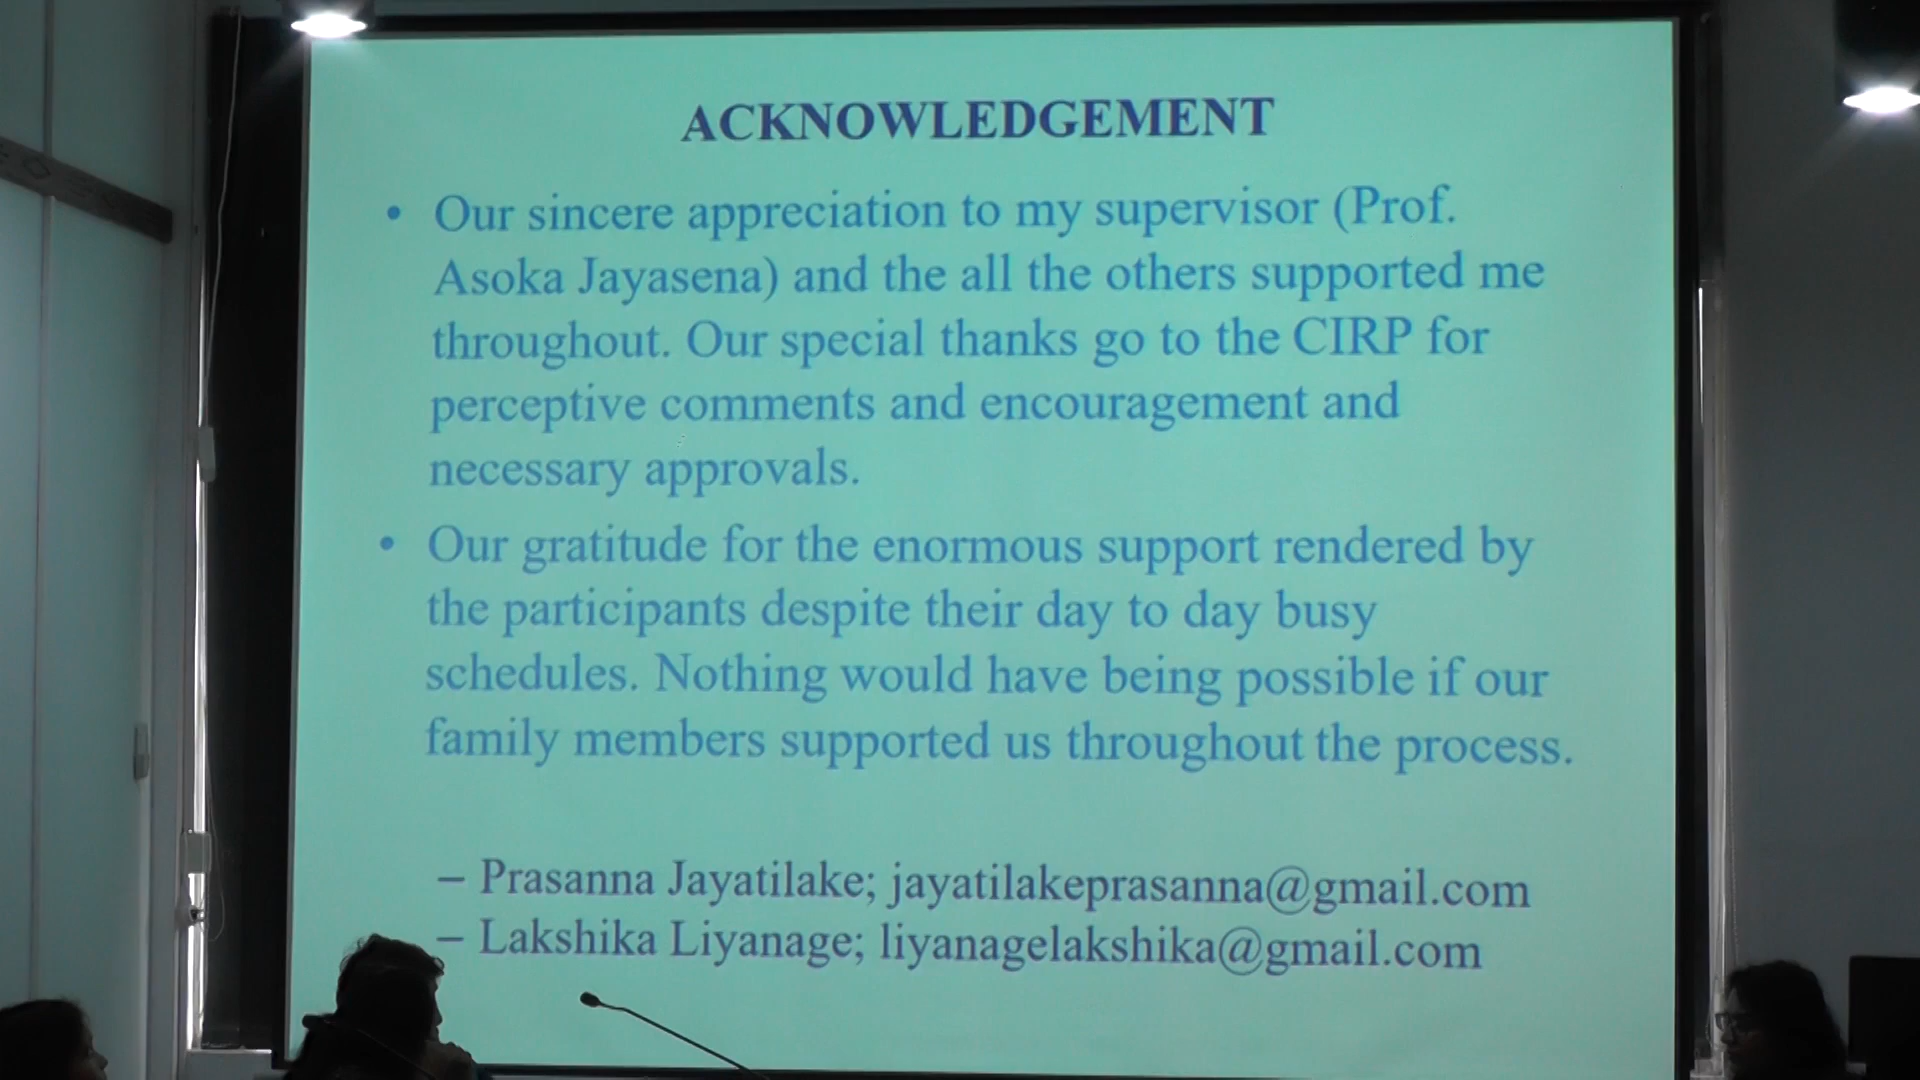 ACKNOWLEDGEMENT
• Our sincere appreciation to my supervisor (Prof.
Asoka Jayasena) and the all the others supported me
throughout. Our special thanks go to the CIRP for
perceptive comments and encouragement and
necessary approvals.
• Our gratitude for the enormous support rendered by
the participants despite their day to day busy
schedules. Nothing would have being possible if our
family members supported us throughout the process.
– Prasanna Jayatilake; jayatilakeprasanna@gmail.com
– Lakshika Liyanage; liyanagelakshika@gmail.com